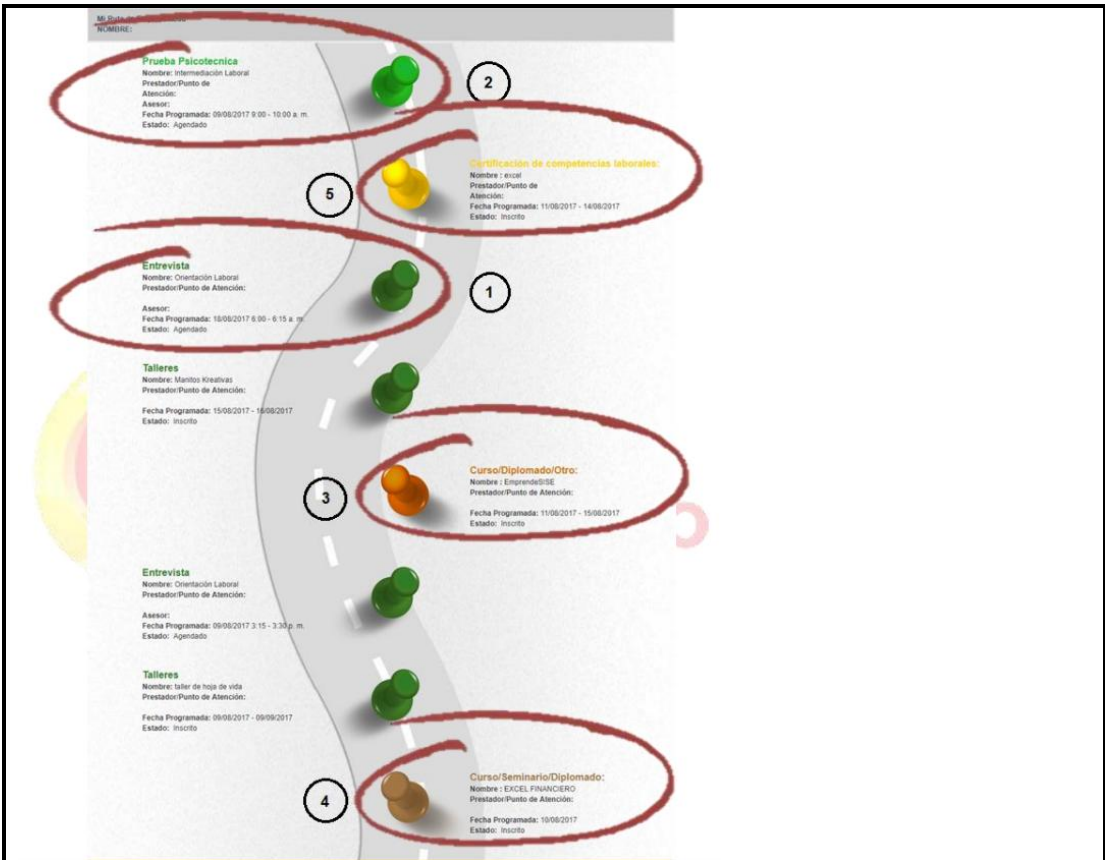 NOMBRE:
Prueba Psicotecnica
Nombre: Intermediación Laboral
Prestador/Punto de
Atención:
Asesor:
Fecha Programada: 09/08/2017 9:00 - 10:00 a. m.
Estado: Agendado
2
Certificación de competencias laborales:
Nombre : excel
Prestador/Punto de
Atención:
Fecha Programada: 11/08/2017 - 14/08/2017
Estado: Inscrito
5
Entrevista
Nombre: Orientación Laboral
Prestador/Punto de Atención:
Asesor:
Fecha Programada: 18/08/2017 6:00 - 6:15 a. m.
Estado: Agendado
1
Talleres
Nombre: Manitos Kreativas
Prestador/Punto de Atención:
Fecha Programada: 15/08/2017 - 16/08/2017
Estado: Inscrito
Curso/Diplomado/Otro:
Nombre : EmprendeSISE
Prestador/Punto de Atención:
Fecha Programada: 11/08/2017 - 15/08/2017
Estado: Inscrito
3
Entrevista
Nombre: Orientación Laboral
Prestador/Punto de Atención:
Asesor:
Fecha Programada: 09/08/2017 3:15 - 3:30 p. m.
Estado: Agendado
Talleres
Nombre: taller de hoja de vida
Prestador/Punto de Atención:
Fecha Programada: 09/08/2017 - 09/09/2017
Estado: Inscrito
Curso/Seminario/Diplomado:
Nombre : EXCEL FINANCIERO
Prestador/Punto de Atención:
Fecha Programada: 10/08/2017
Estado: Inscrito
4